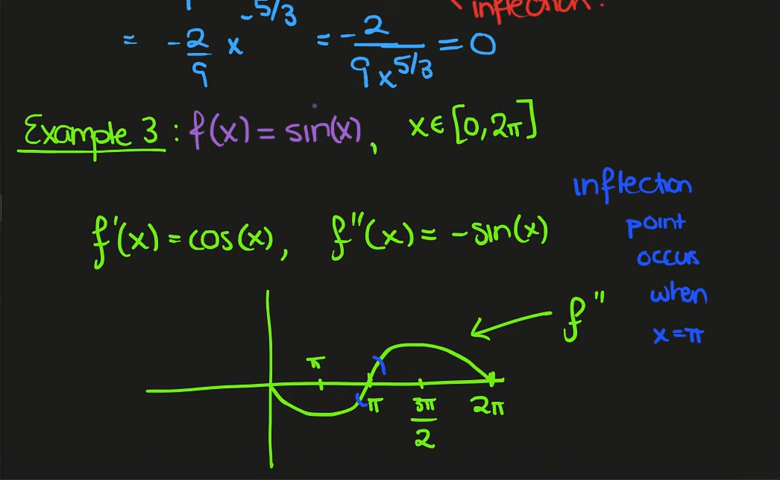 inflection.
= -2/9 x^-5/3 = -2/9x^5/3 = 0
Example 3 : f(x) = sin(x), x∈[0,2π]
inflection
point
occurs
when
x=π
f'(x) = cos(x), f''(x) = -sin(x)
f''
π
π 3π/2 2π